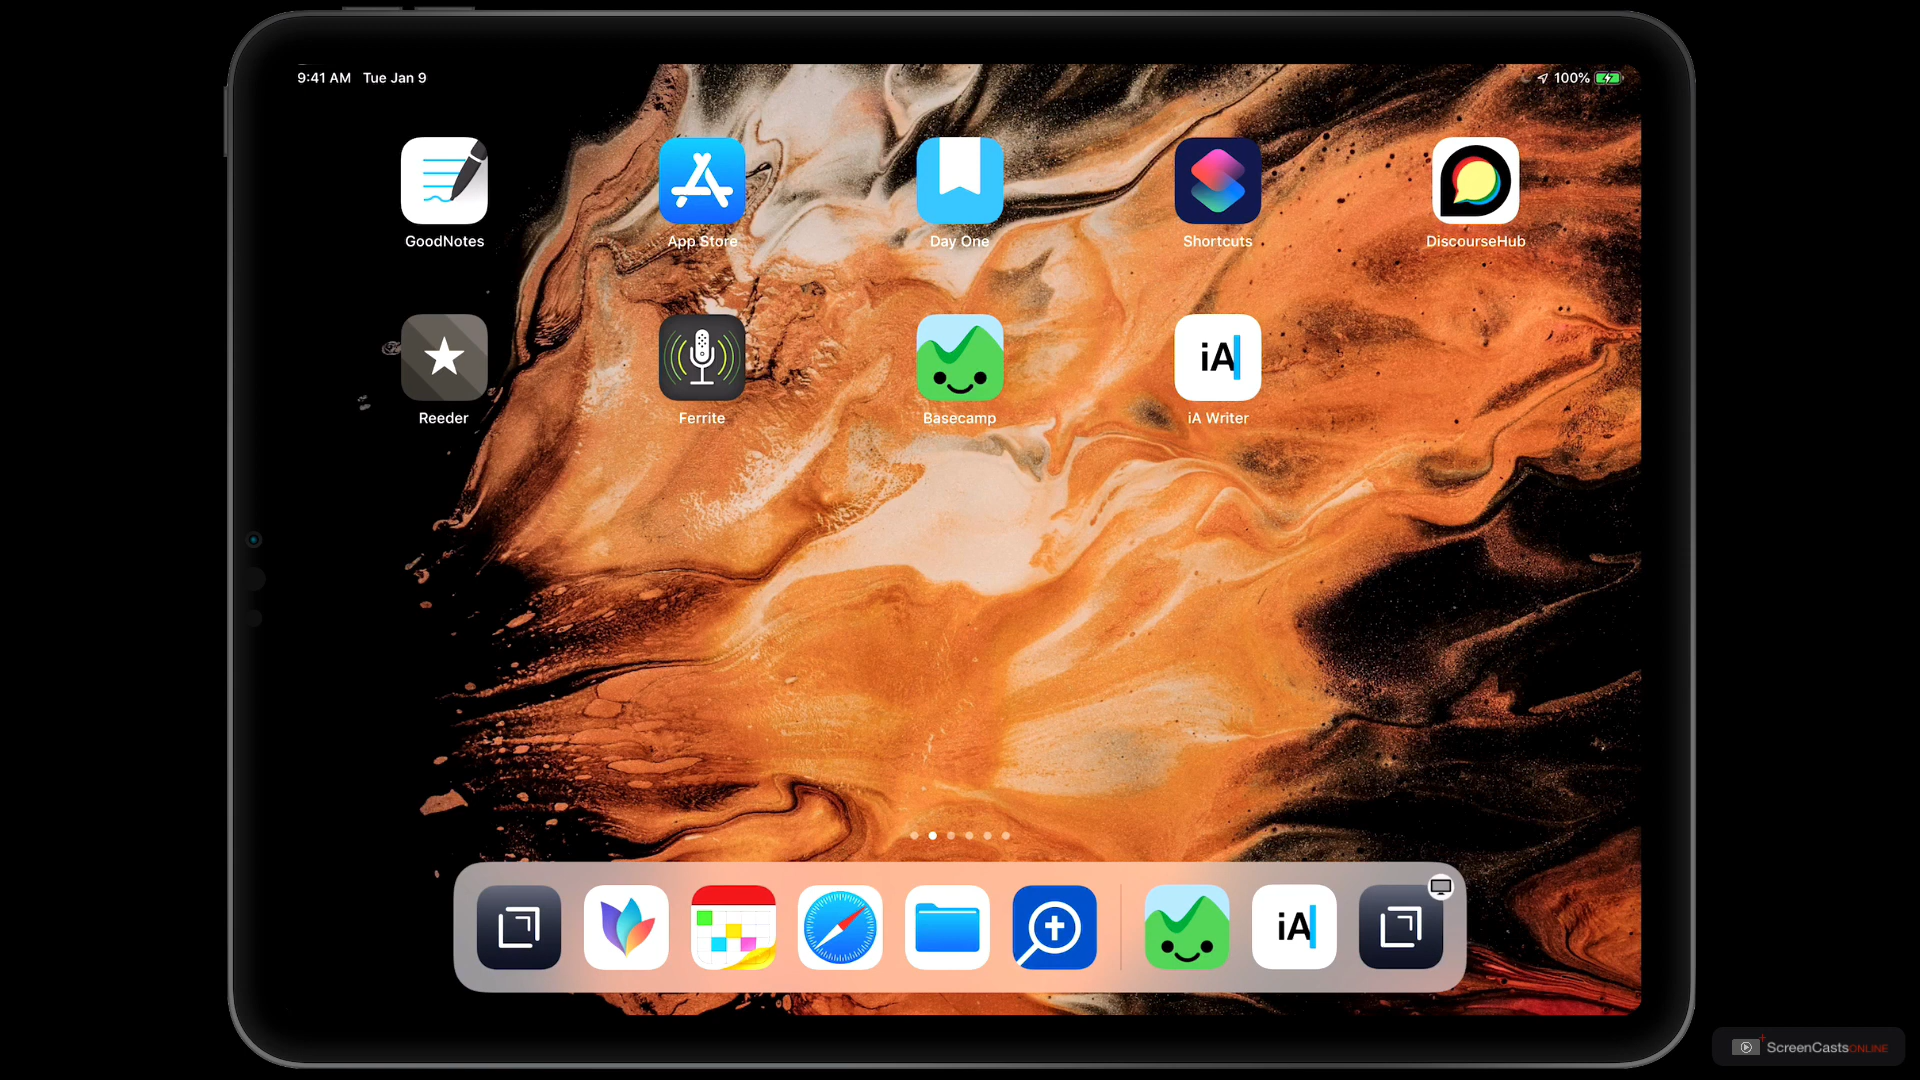 9:41 AM Tue Jan 9
100%
GoodNotes
App Store
Day One
Shortcuts
DiscourseHub
Reeder
Ferrite
Basecamp
iA
iA Writer
iA
ScreenCastsONLINE